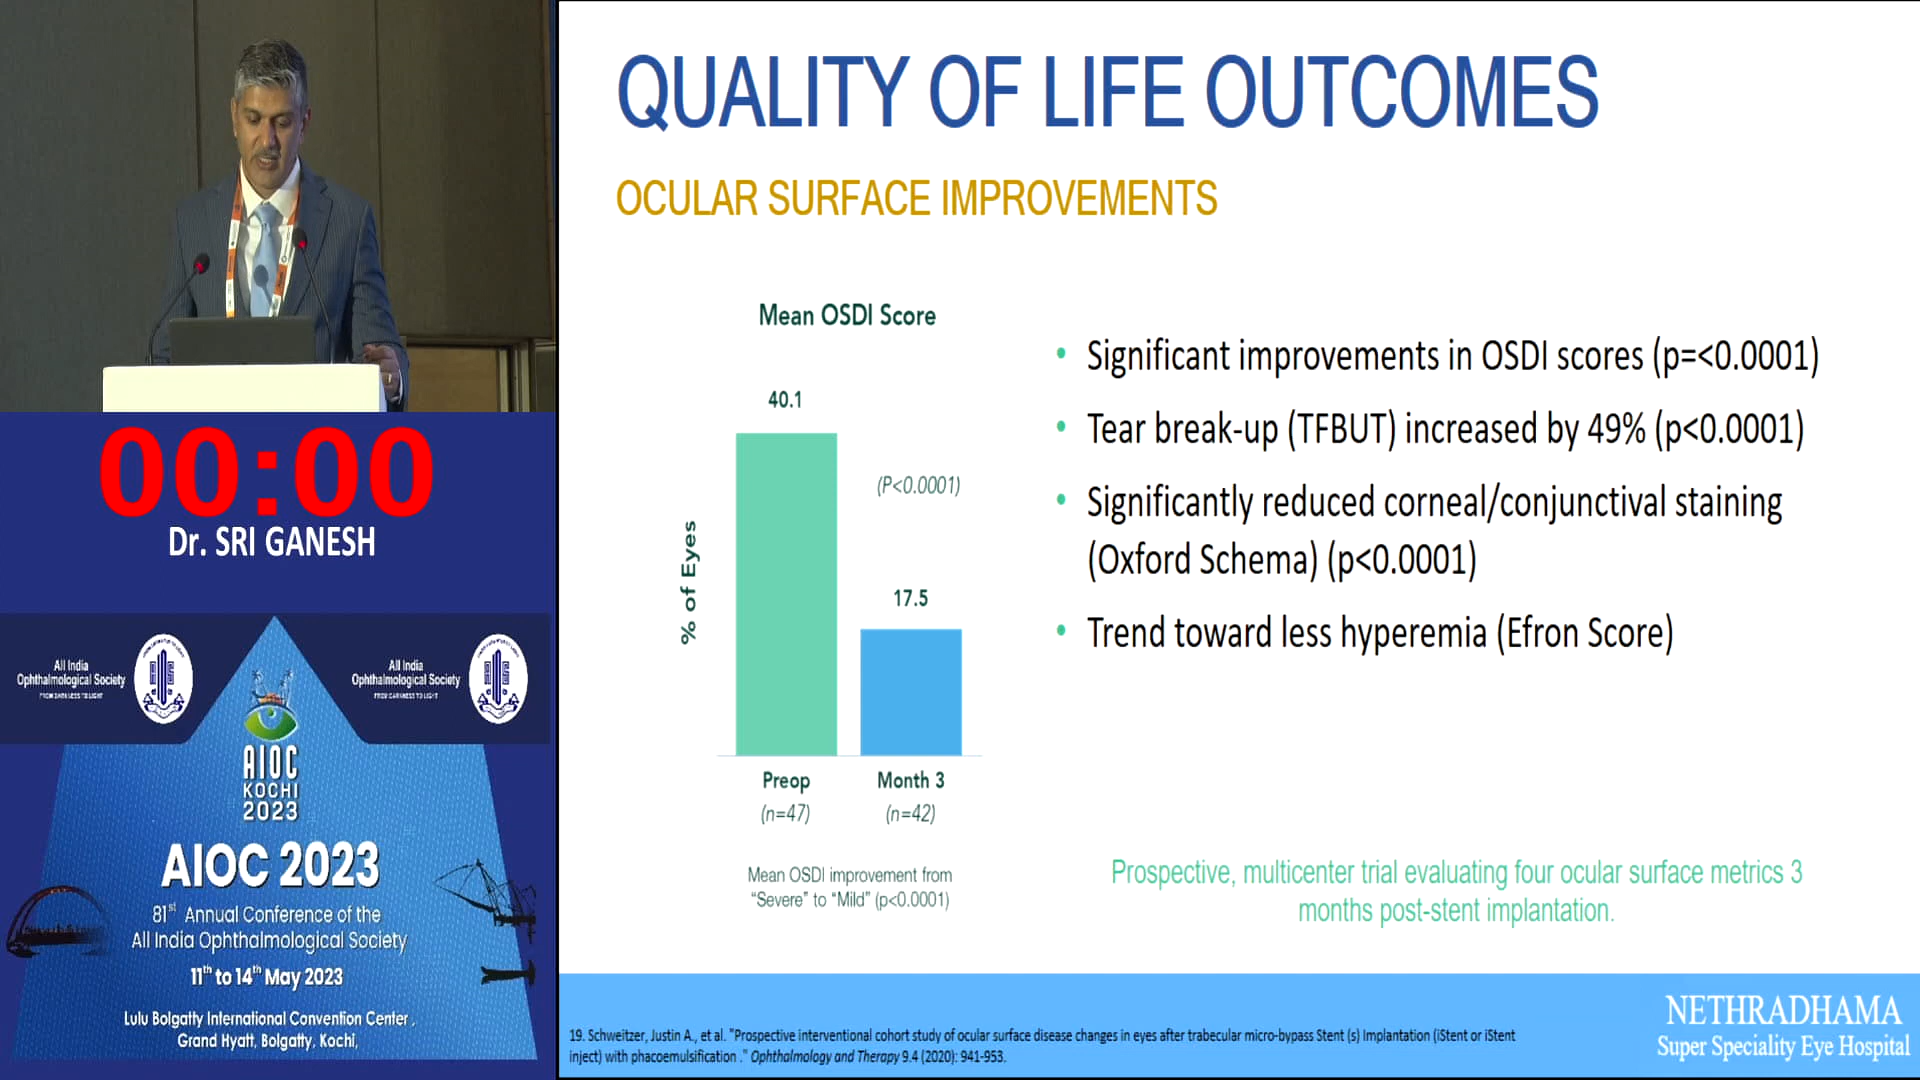 QUALITY OF LIFE OUTCOMES
OCULAR SURFACE IMPROVEMENTS
Mean OSDI Score
40.1
(P<0.0001)
17.5
% of Eyes
Preop
Month 3
(n=47)
(n=42)
Mean OSDI improvement from
“Severe” to “Mild” (p<0.0001)
• Significant improvements in OSDI scores (p=<0.0001)
• Tear break-up (TFBUT) increased by 49% (p<0.0001)
• Significantly reduced corneal/conjunctival staining
(Oxford Schema) (p<0.0001)
• Trend toward less hyperemia (Efron Score)
Prospective, multicenter trial evaluating four ocular surface metrics 3
months post-stent implantation.
19. Schweitzer, Justin A., et al. "Prospective interventional cohort study of ocular surface disease changes in eyes after trabecular micro-bypass Stent (s) Implantation (iStent or iStent
inject) with phacoemulsification ." Ophthalmology and Therapy 9.4 (2020): 941-953.
NETHRADHAMA
Super Speciality Eye Hospital
00:00
Dr. SRI GANESH
All India
Ophthalmological Society
FROM DARKNESS TO LIGHT
All India
Ophthalmological Society
FROM DARKNESS TO LIGHT
AIOC
KOCHI
2023
AIOC 2023
81st Annual Conference of the
All India Ophthalmological Society
11th to 14th May 2023
Lulu Bolgatty International Convention Center ,
Grand Hyatt, Bolgatty, Kochi,